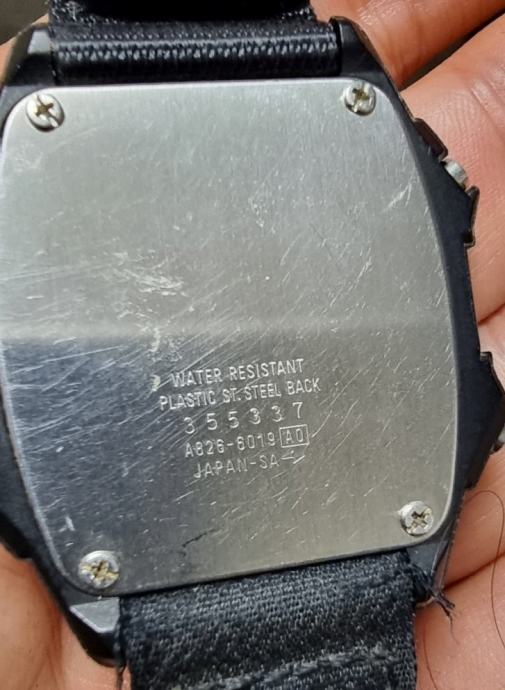 WATER RESISTANT
PLASTIC ST. STEEL BACK
355337
A826-6019 A0
JAPAN-SA